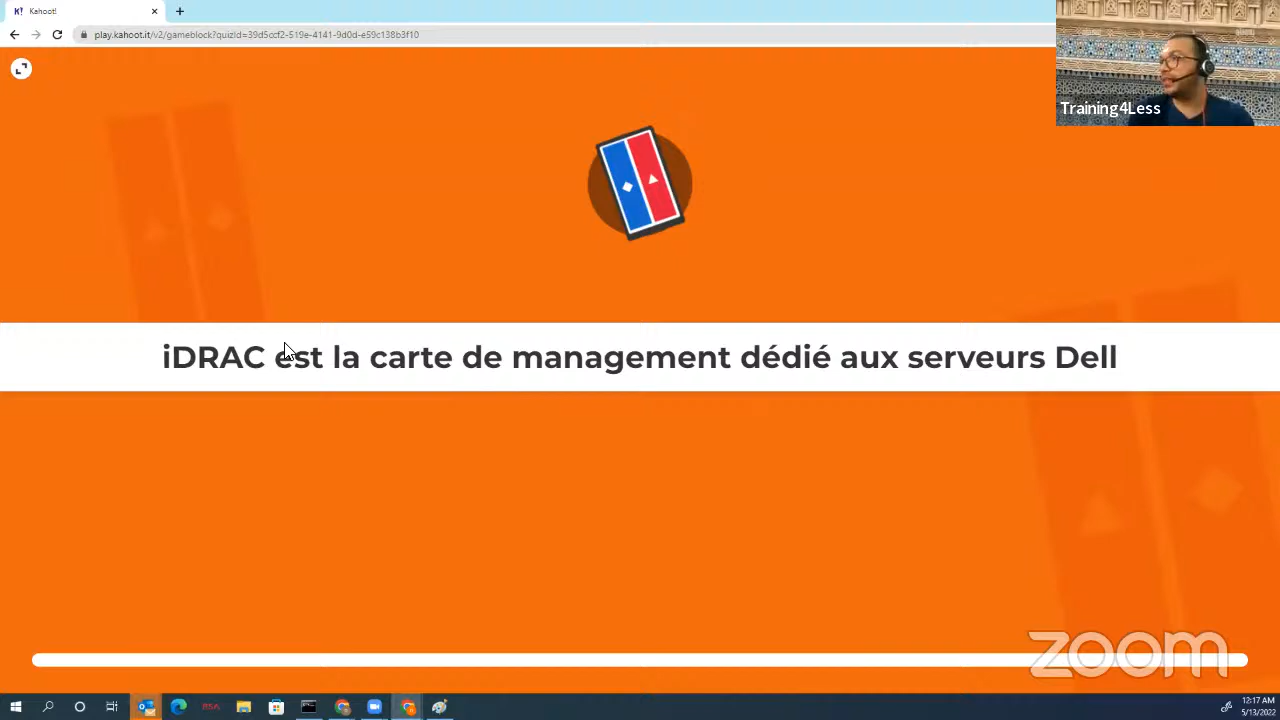 K! Kahoot!
play.kahoot.it/v2/gameblock?quizId=39d5ccf2-519e-4141-9d0d-e59c138b3f10
Training4Less
iDRAC est la carte de management dédié aux serveurs Dell
zoom
12:17 AM
5/13/2022